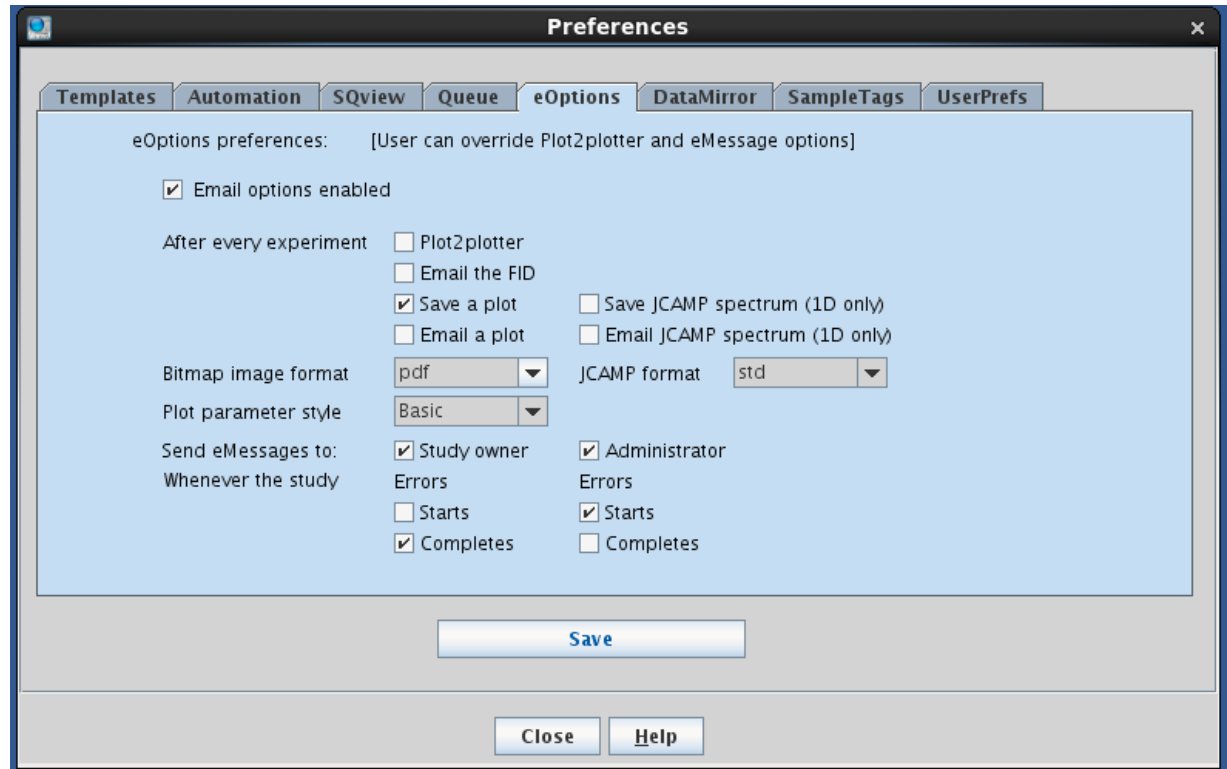 Preferences
Templates Automation SQview Queue eOptions DataMirror SampleTags UserPrefs
eOptions preferences: [User can override Plot2plotter and eMessage options]
Email options enabled
After every experiment Plot2plotter
Email the FID
Save a plot Save JCAMP spectrum (1D only)
Email a plot Email JCAMP spectrum (1D only)
Bitmap image format pdf JCAMP format std
Plot parameter style Basic
Send eMessages to: Study owner Administrator
Whenever the study Errors Errors
Starts Starts
Completes Completes
Save
Close Help